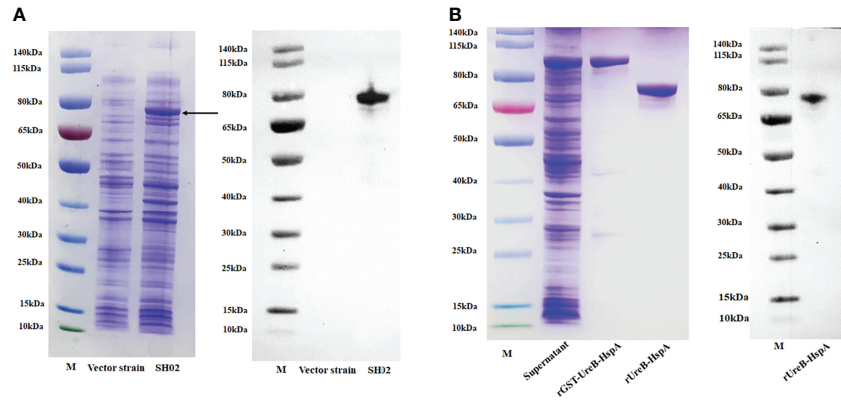 A
140kDa
115kDa
80kDa
65kDa
50kDa
40kDa
30kDa
25kDa
15kDa
10kDa
M Vector strain SH02
140kDa
115kDa
80kDa
65kDa
50kDa
40kDa
30kDa
25kDa
15kDa
10kDa
M Vector strain SH02
B
140kDa
115kDa
80kDa
65kDa
50kDa
40kDa
30kDa
25kDa
15kDa
10kDa
M Supernatant rGST-UreB-HspA rUreB-HspA
140kDa
115kDa
80kDa
65kDa
50kDa
40kDa
30kDa
25kDa
15kDa
10kDa
M rUreB-HspA